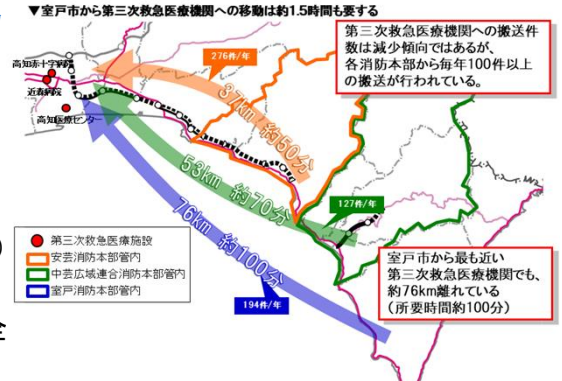 ▼室戸市から第三次救急医療機関への移動は約1.5時間も要する
第三次救急医療機関への搬送件
数は減少傾向ではあるが、
各消防本部から毎年100件以上
の搬送が行われている。
276件/年
高知赤十字病院
近森病院
高知医療センター
37km 約50分
53km 約70分
76km 約100分
127件/年
194件/年
第三次救急医療施設
安芸消防本部管内
中芸広域連合消防本部管内
室戸消防本部管内
室戸市から最も近い
第三次救急医療機関でも、
約76km離れている
（所要時間約100分）
)
全